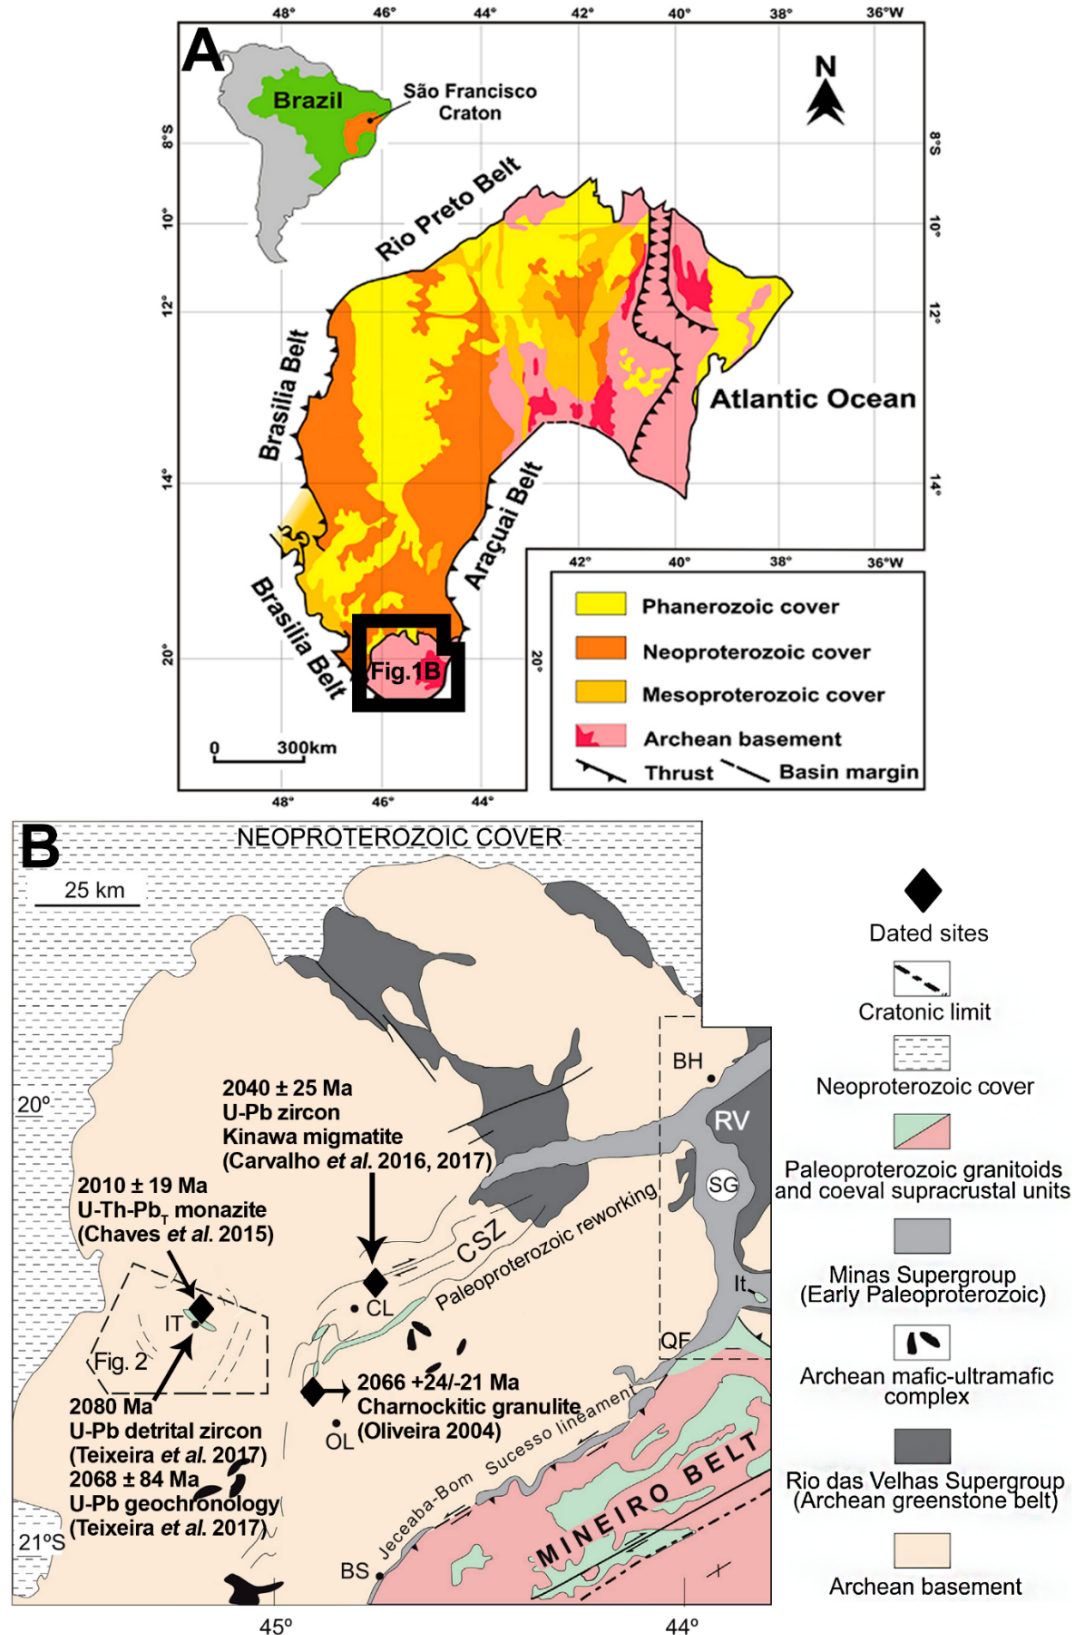 48° 46° 44° 42° 40° 38° 36°W
A
Brazil
São Francisco
Craton
N
8°S
8°S
Rio Preto Belt
10°
10°
12°
12°
Brasilia Belt
Atlantic Ocean
14°
14°
Araçuai Belt
42° 40° 38° 36°W
Brasilia Belt
20°
20°
Fig.1B
Phanerozoic cover
Neoproterozoic cover
Mesoproterozoic cover
Archean basement
Thrust
Basin margin
0 300km
48° 46° 44°
B
NEOPROTEROZOIC COVER
25 km
20º
BH
RV
SG
2040 ± 25 Ma
U-Pb zircon
Kinawa migmatite
(Carvalho et al. 2016, 2017)
2010 ± 19 Ma
U-Th-PbT monazite
(Chaves et al. 2015)
CSZ
Paleoproterozoic reworking
It.
IT
CL
QF
Fig. 2
2066 +24/-21 Ma
Charnockitic granulite
(Oliveira 2004)
OL
2080 Ma
U-Pb detrital zircon
(Teixeira et al. 2017)
2068 ± 84 Ma
U-Pb geochronology
(Teixeira et al. 2017)
Jeceaba-Bom Sucesso lineament
MINEIRO BELT
21ºS
BS
45º
44º
Dated sites
Cratonic limit
Neoproterozoic cover
Paleoproterozoic granitoids
and coeval supracrustal units
Minas Supergroup
(Early Paleoproterozoic)
Archean mafic-ultramafic
complex
Rio das Velhas Supergroup
(Archean greenstone belt)
Archean basement